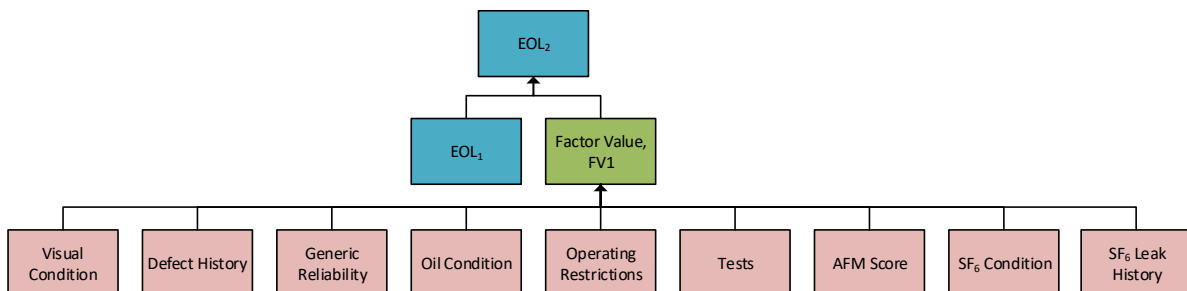 EOL₂
EOL₁
Factor Value,
FV1
Visual
Condition
Defect History
Generic
Reliability
Oil Condition
Operating
Restrictions
Tests
AFM Score
SF₆ Condition
SF₆ Leak
History